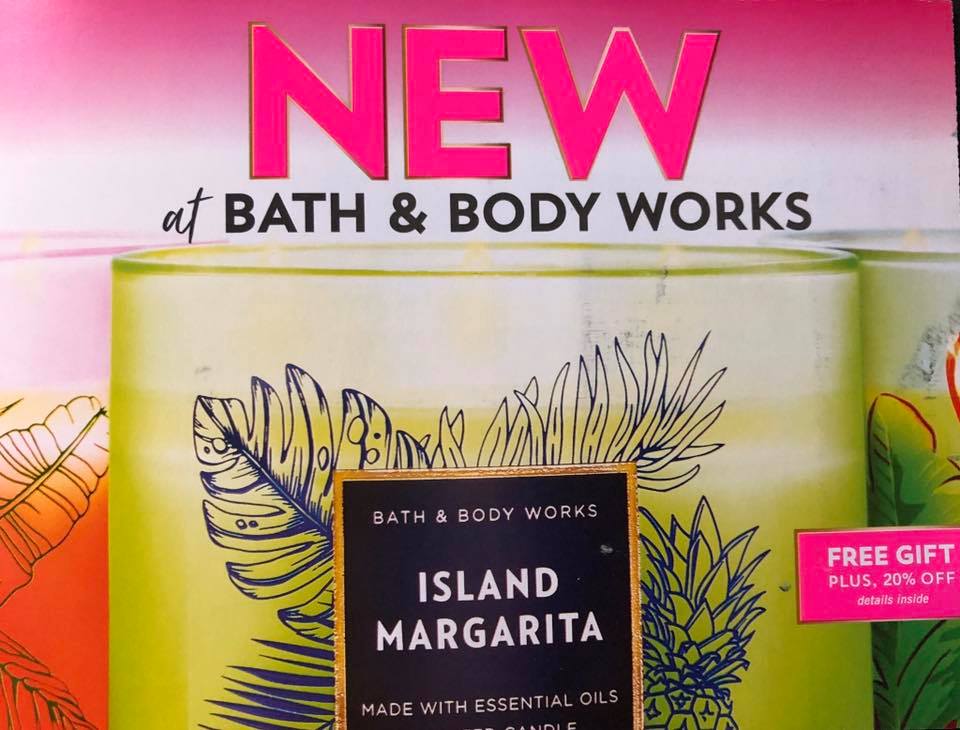 NEW
at BATH & BODY WORKS
BATH & BODY WORKS
ISLAND
MARGARITA
MADE WITH ESSENTIAL OILS
CANDLE
FREE GIFT
PLUS, 20% OFF
details inside